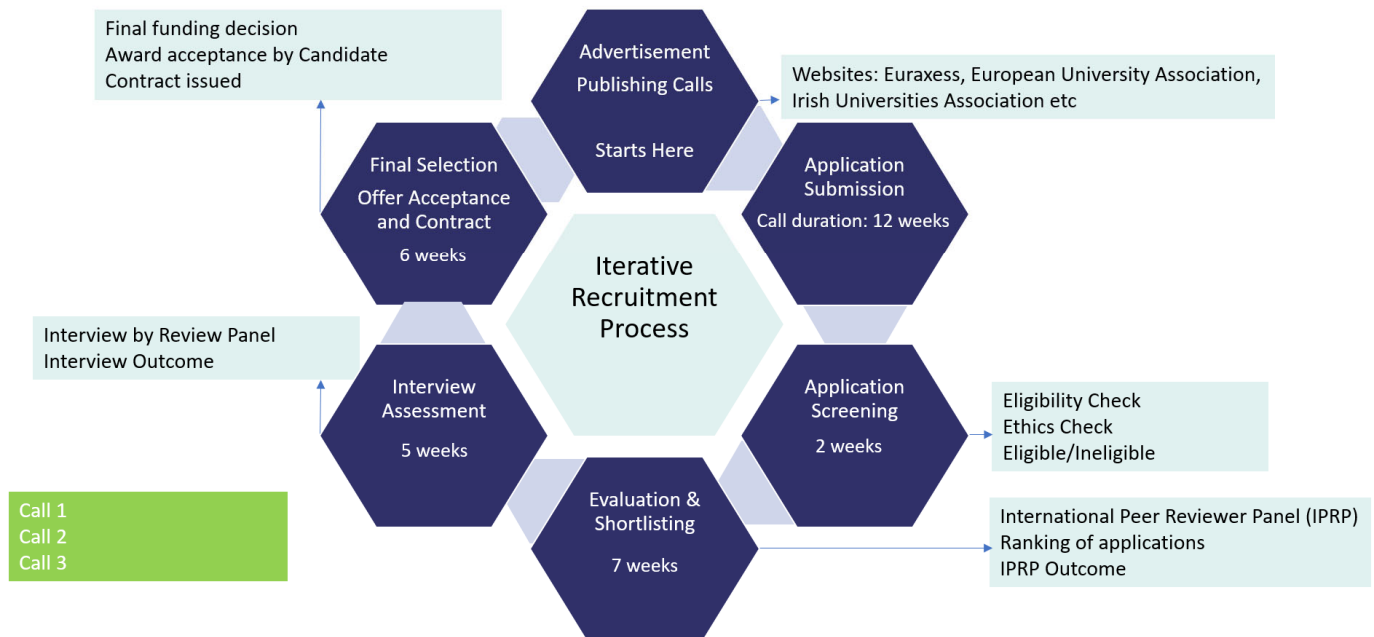 Final funding decision
Award acceptance by Candidate
Contract issued
Advertisement
Publishing Calls
Starts Here
Websites: Euraxess, European University Association,
Irish Universities Association etc
Final Selection
Offer Acceptance
and Contract
6 weeks
Application
Submission
Call duration: 12 weeks
Iterative
Recruitment
Process
Interview by Review Panel
Interview Outcome
Interview
Assessment
5 weeks
Application
Screening
2 weeks
Eligibility Check
Ethics Check
Eligible/Ineligible
Evaluation &
Shortlisting
7 weeks
International Peer Reviewer Panel (IPRP)
Ranking of applications
IPRP Outcome
Call 1
Call 2
Call 3